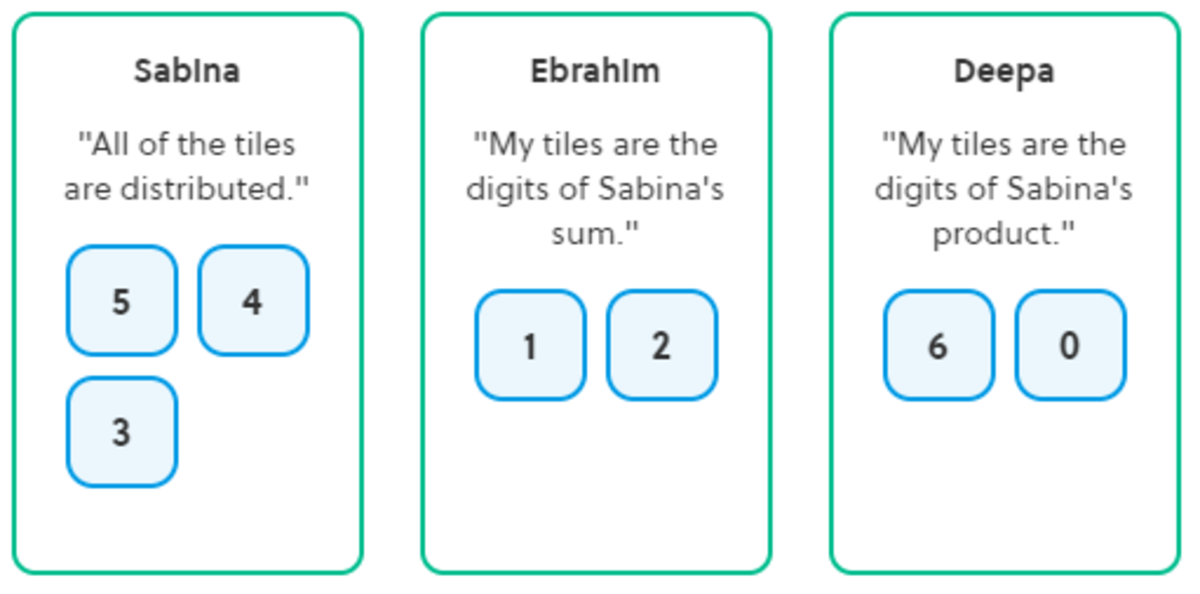 Sabina
"All of the tiles
are distributed."
5 4
3
Ebrahim
"My tiles are the
digits of Sabina's
sum."
1 2
Deepa
"My tiles are the
digits of Sabina's
product."
6 0